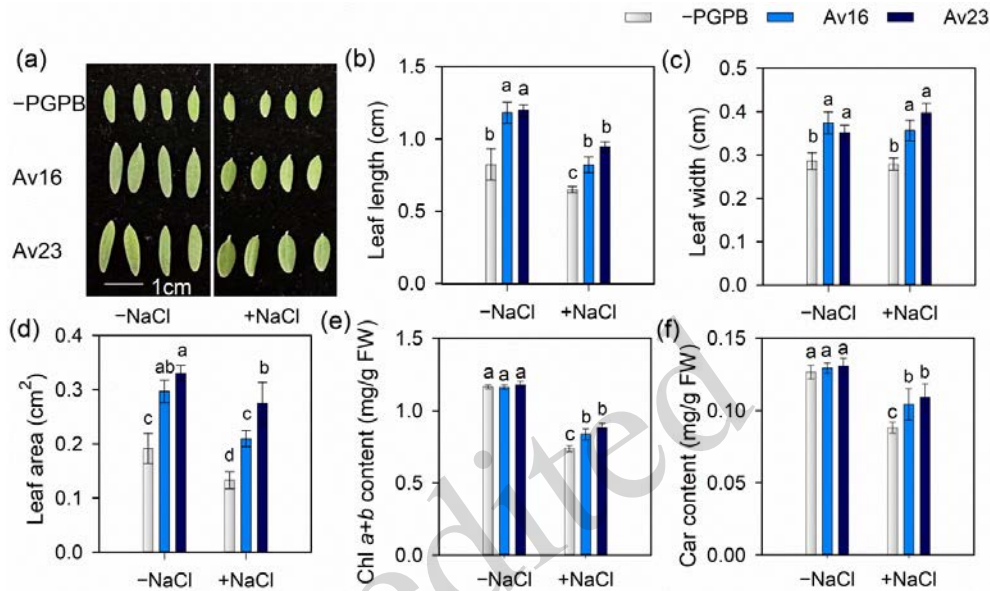 −PGPB Av16 Av23
(a)
−PGPB
Av16
Av23
1cm
−NaCl +NaCl
(b)
Leaf length (cm)
1.5
1.0
0.5
0.0
b a a
c b b
−NaCl +NaCl
(c)
Leaf width (cm)
0.5
0.4
0.3
0.2
0.1
0.0
b a a
b a a
−NaCl +NaCl
(d)
Leaf area (cm2)
0.4
0.3
0.2
0.1
0.0
c ab a
d c b
−NaCl +NaCl
(e)
Chl a+b content (mg/g FW)
1.5
1.0
0.5
0.0
a a a
c b b
−NaCl +NaCl
(f)
Car content (mg/g FW)
0.15
0.10
0.05
0.00
a a a
c b b
−NaCl +NaCl
edited